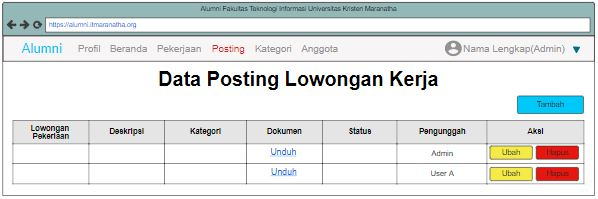 Alumni Fakultas Teknologi Informasi Universitas Kristen Maranatha
https://alumni.itmaranatha.org
Alumni Profil Beranda Pekerjaan Posting Kategori Anggota Nama Lengkap(Admin)
Data Posting Lowongan Kerja
Tambah
Lowongan Pekerjaan Deskripsi Kategori Dokumen Status Pengunggah Aksi
Unduh Admin Ubah Hapus
Unduh User A Ubah Hapus